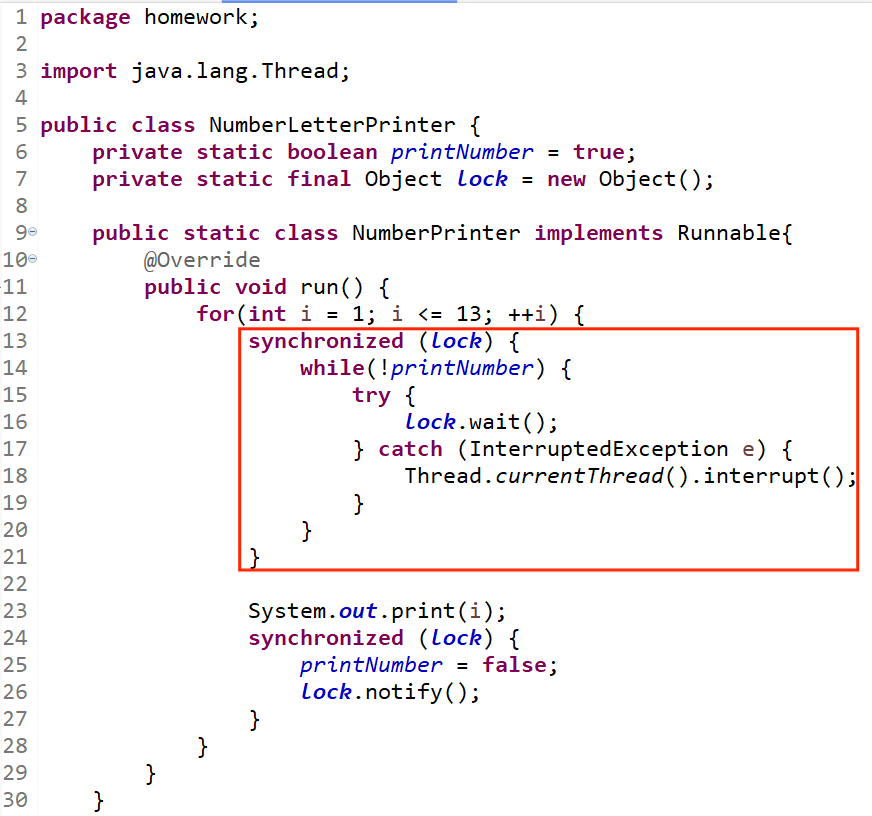 1 package homework;
2
3 import java.lang.Thread;
4
5 public class NumberLetterPrinter {
6     private static boolean printNumber = true;
7     private static final Object lock = new Object();
8
9     public static class NumberPrinter implements Runnable{
10         @Override
11         public void run() {
12             for(int i = 1; i <= 13; ++i) {
13                 synchronized (lock) {
14                     while(!printNumber) {
15                         try {
16                             lock.wait();
17                         } catch (InterruptedException e) {
18                             Thread.currentThread().interrupt();
19                         }
20                     }
21                 }
22
23                 System.out.print(i);
24                 synchronized (lock) {
25                     printNumber = false;
26                     lock.notify();
27                 }
28             }
29         }
30     }